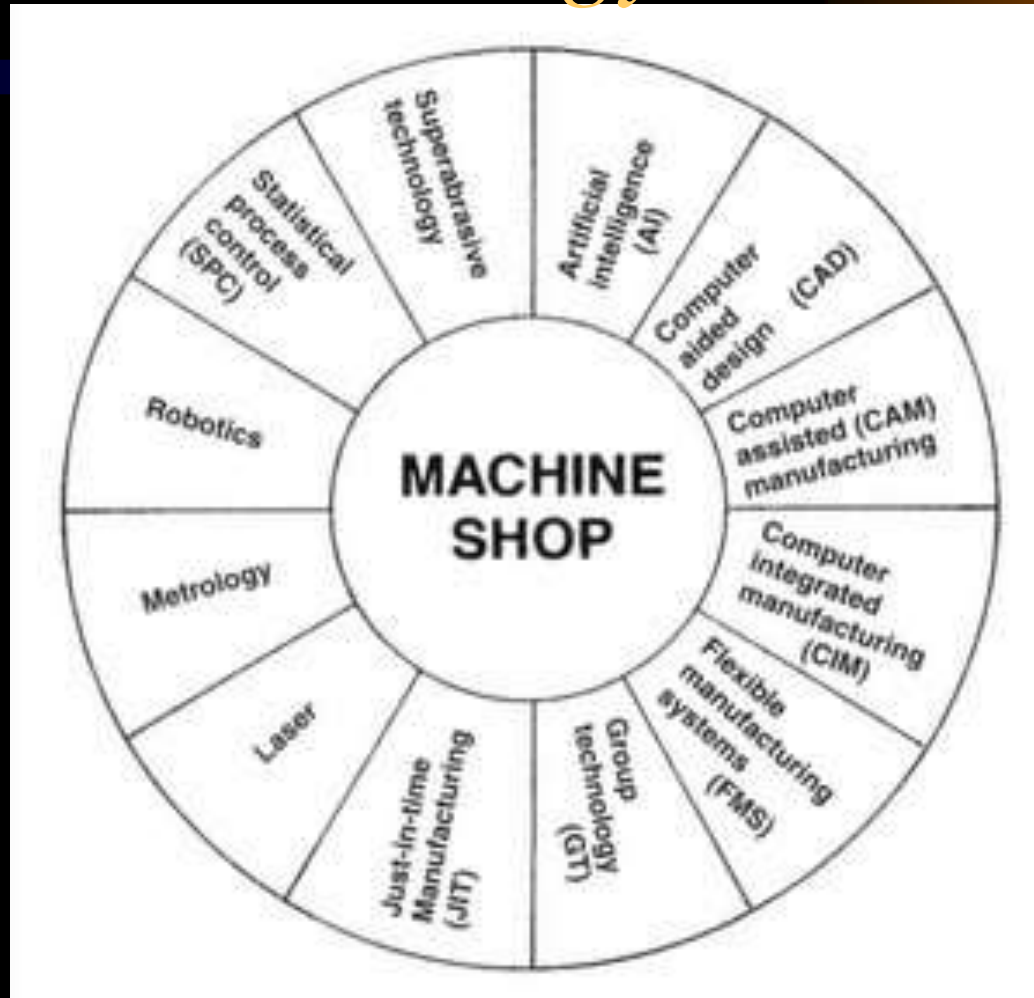 MACHINE
SHOP
Artificial
intelligence
(AI)
Computer
aided
design (CAD)
Computer
assisted (CAM)
manufacturing
Computer
integrated
manufacturing
(CIM)
Flexible
manufacturing
systems
(FMS)
Group
technology
(GT)
Just-in-time
Manufacturing
(JIT)
Laser
Metrology
Robotics
Statistical
process
control
(SPC)
Superabrasive
technology